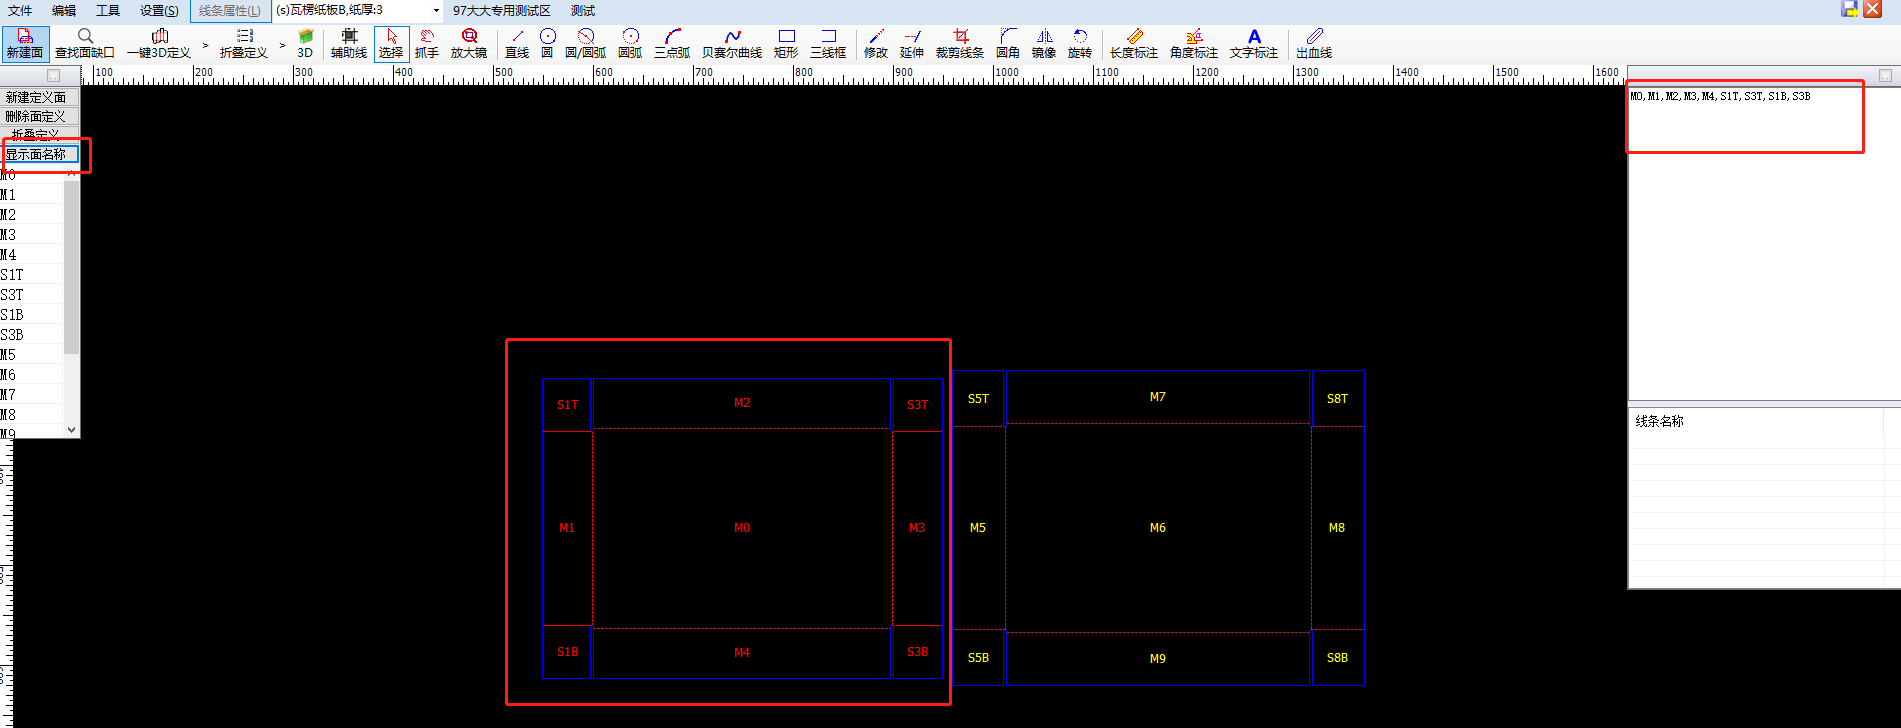 文件 编辑 工具 设置(S) 线条属性(L) (s)瓦楞纸板B,纸厚:3 97大大专用测试区 测试
新建面 查找面缺口 一键3D定义 > 折叠定义 > 3D 辅助线 选择 抓手 放大镜 直线 圆 圆/圆弧 圆弧 三点弧 贝塞尔曲线 矩形 三线框 修改 延伸 裁剪线条 圆角 镜像 旋转 长度标注 角度标注 文字标注 出血线
100 200 300 400 500 600 700 800 900 1000 1100 1200 1300 1400 1500 1600
新建定义面
删除面定义
折叠定义
显示面名称
M0
M1
M2
M3
M4
S1T
S3T
S1B
S3B
M5
M6
M7
M8
M9
M0,M1,M2,M3,M4,S1T,S3T,S1B,S3B
线条名称
S1T M2 S3T S5T M7 S8T
M1 M0 M3 M5 M6 M8
S1B M4 S3B S5B M9 S8B